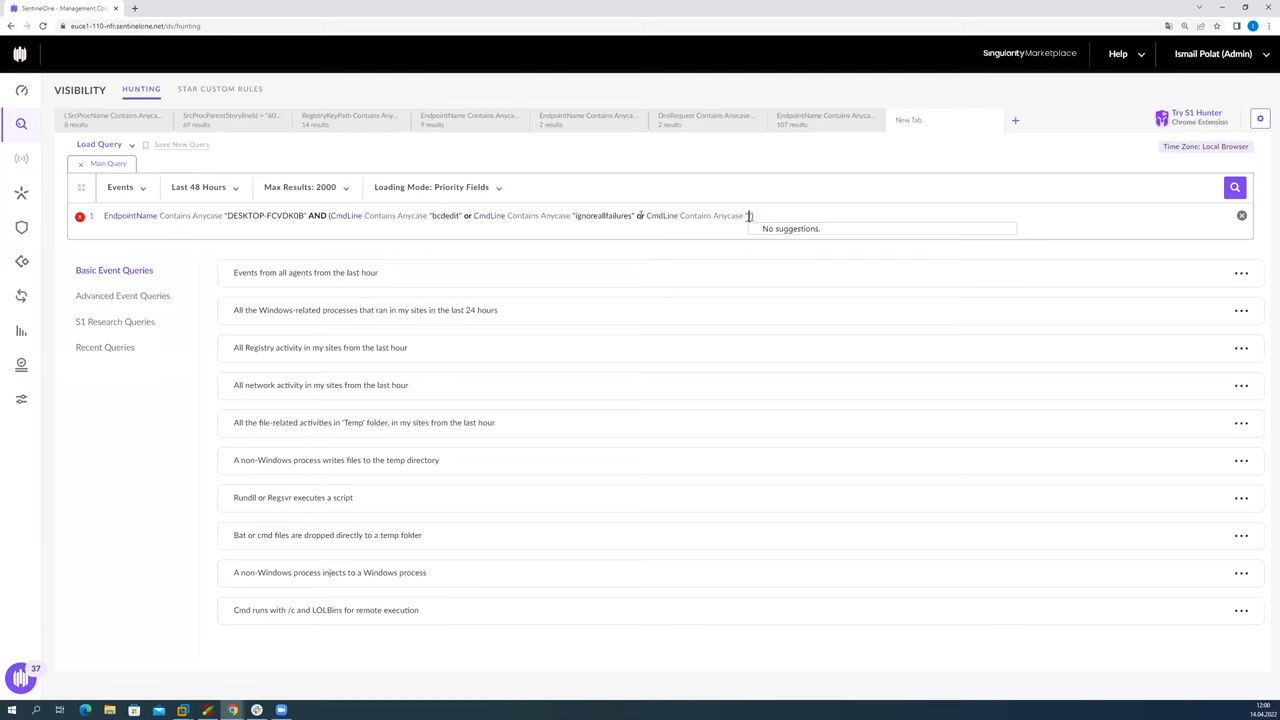 SentinelOne - Management Cons
euce1-110-nfr.sentinelone.net/dv/hunting
Singularity Marketplace
Help
Ismail Polat (Admin)
VISIBILITY
HUNTING
STAR CUSTOM RULES
( SrcProcName Contains Anyca...
8 results
SrcProcParentStorylineId = "60...
69 results
RegistryKeyPath Contains Any...
14 results
EndpointName Contains Anyca...
9 results
EndpointName Contains Anyca...
2 results
DnsRequest Contains Anycase ...
2 results
EndpointName Contains Anyca...
107 results
New Tab
Try S1 Hunter
Chrome Extension
Load Query
Save New Query
Time Zone: Local Browser
Main Query
Events
Last 48 Hours
Max Results: 2000
Loading Mode: Priority Fields
1 EndpointName Contains Anycase "DESKTOP-FCVDK0B" AND (CmdLine Contains Anycase "bcdedit" or CmdLine Contains Anycase "ignoreallfailures" or CmdLine Contains Anycase ")
No suggestions.
Basic Event Queries
Advanced Event Queries
S1 Research Queries
Recent Queries
Events from all agents from the last hour
All the Windows-related processes that ran in my sites in the last 24 hours
All Registry activity in my sites from the last hour
All network activity in my sites from the last hour
All the file-related activities in 'Temp' folder, in my sites from the last hour
A non-Windows process writes files to the temp directory
Rundll or Regsvr executes a script
Bat or cmd files are dropped directly to a temp folder
A non-Windows process injects to a Windows process
Cmd runs with /c and LOLBins for remote execution
37
12:00
14.04.2022